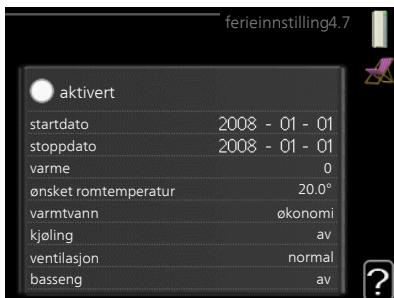 ferieinnstilling4.7
aktivert
startdato 2008 - 01 - 01
stoppdato 2008 - 01 - 01
varme 0
ønsket romtemperatur 20.0°
varmtvann økonomi
kjøling av
ventilasjon normal
basseng av
?